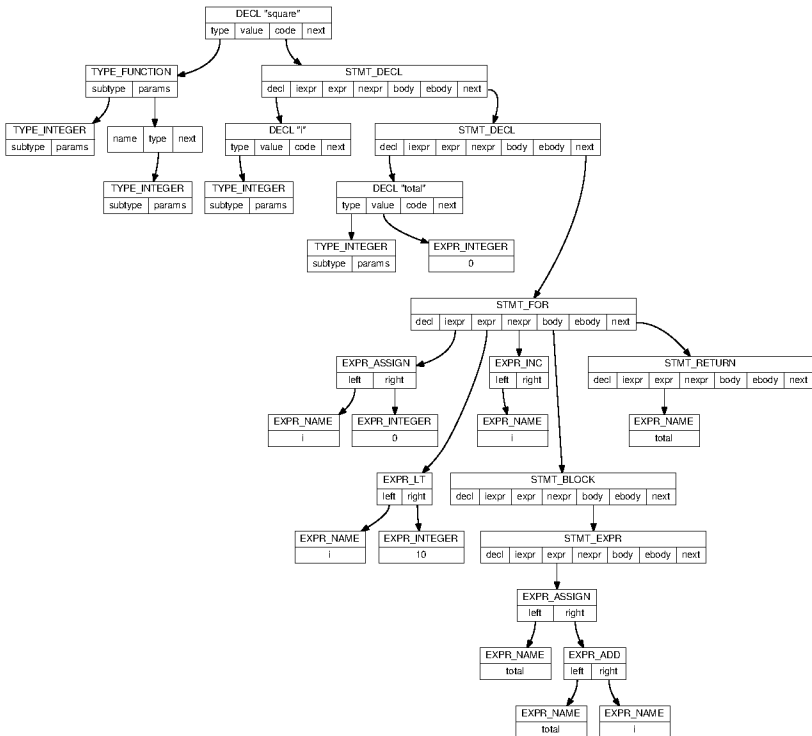 DECL "square"
type value code next
TYPE_FUNCTION
subtype params
STMT_DECL
decl iexpr expr nexpr body ebody next
TYPE_INTEGER
subtype params
name type next
DECL "i"
type value code next
STMT_DECL
decl iexpr expr nexpr body ebody next
TYPE_INTEGER
subtype params
TYPE_INTEGER
subtype params
DECL "total"
type value code next
TYPE_INTEGER
subtype params
EXPR_INTEGER
0
STMT_FOR
decl iexpr expr nexpr body ebody next
EXPR_ASSIGN
left right
EXPR_INC
left right
STMT_RETURN
decl iexpr expr nexpr body ebody next
EXPR_NAME
i
EXPR_INTEGER
0
EXPR_NAME
i
EXPR_NAME
total
EXPR_LT
left right
STMT_BLOCK
decl iexpr expr nexpr body ebody next
EXPR_NAME
i
EXPR_INTEGER
10
STMT_EXPR
decl iexpr expr nexpr body ebody next
EXPR_ASSIGN
left right
EXPR_NAME
total
EXPR_ADD
left right
EXPR_NAME
total
EXPR_NAME
i